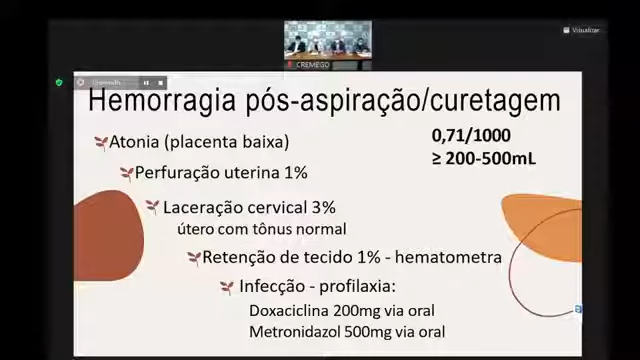 Visualizar
CREMEGO
Hemorragia pós-aspiração/curetagem
0,71/1000
≥ 200-500mL
Atonia (placenta baixa)
Perfuração uterina 1%
Laceração cervical 3%
útero com tônus normal
Retenção de tecido 1% - hematometra
Infecção - profilaxia:
Doxaciclina 200mg via oral
Metronidazol 500mg via oral